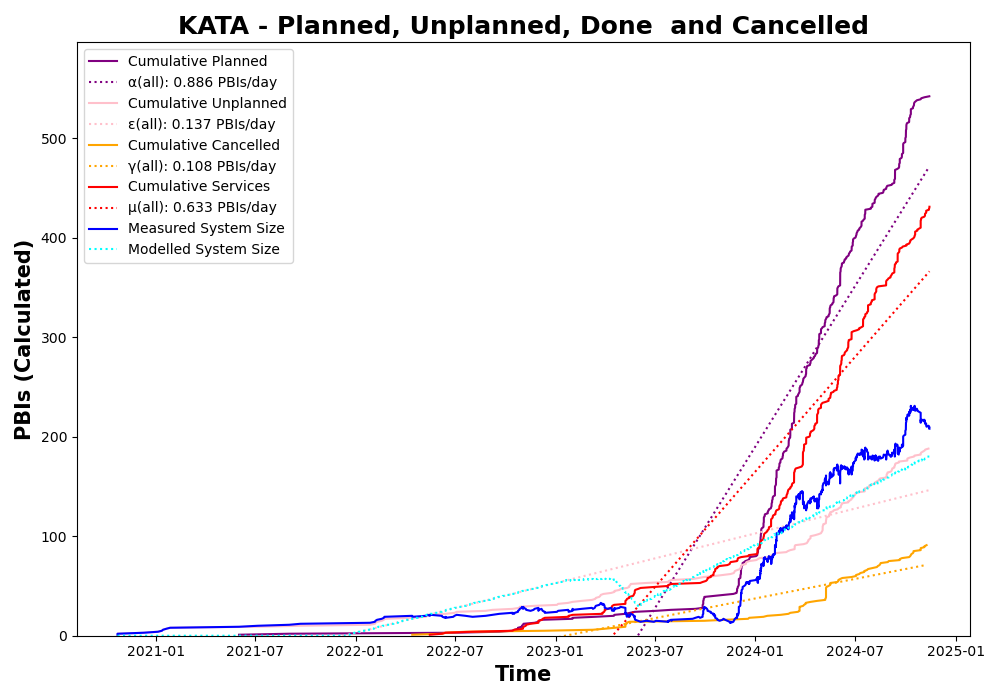 KATA - Planned, Unplanned, Done  and Cancelled
Cumulative Planned
α(all): 0.886 PBIs/day
Cumulative Unplanned
ε(all): 0.137 PBIs/day
Cumulative Cancelled
γ(all): 0.108 PBIs/day
Cumulative Services
μ(all): 0.633 PBIs/day
Measured System Size
Modelled System Size
PBIs (Calculated)
500
400
300
200
100
0
2021-01 2021-07 2022-01 2022-07 2023-01 2023-07 2024-01 2024-07 2025-01
Time